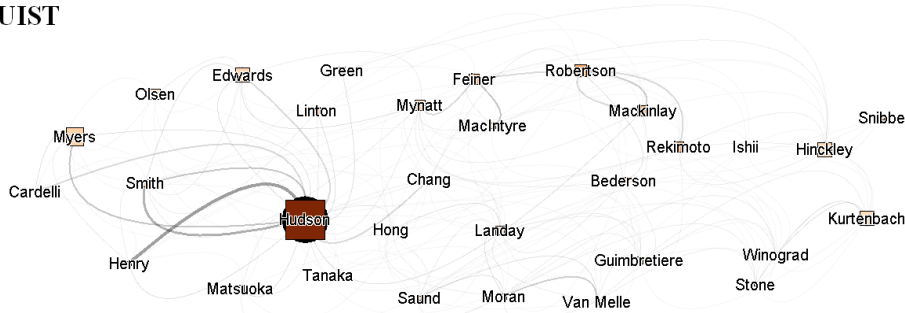 UIST
Edwards
Green
Feiner
Robertson
Olsen
Linton
Mynatt
Mackinlay
MacIntyre
Snibbe
Myers
Rekimoto
Ishii
Hinckley
Cardelli
Smith
Chang
Bederson
Hudson
Hong
Landay
Kurtenbach
Henry
Tanaka
Guimbretiere
Winograd
Matsuoka
Saund
Moran
Van Melle
Stone